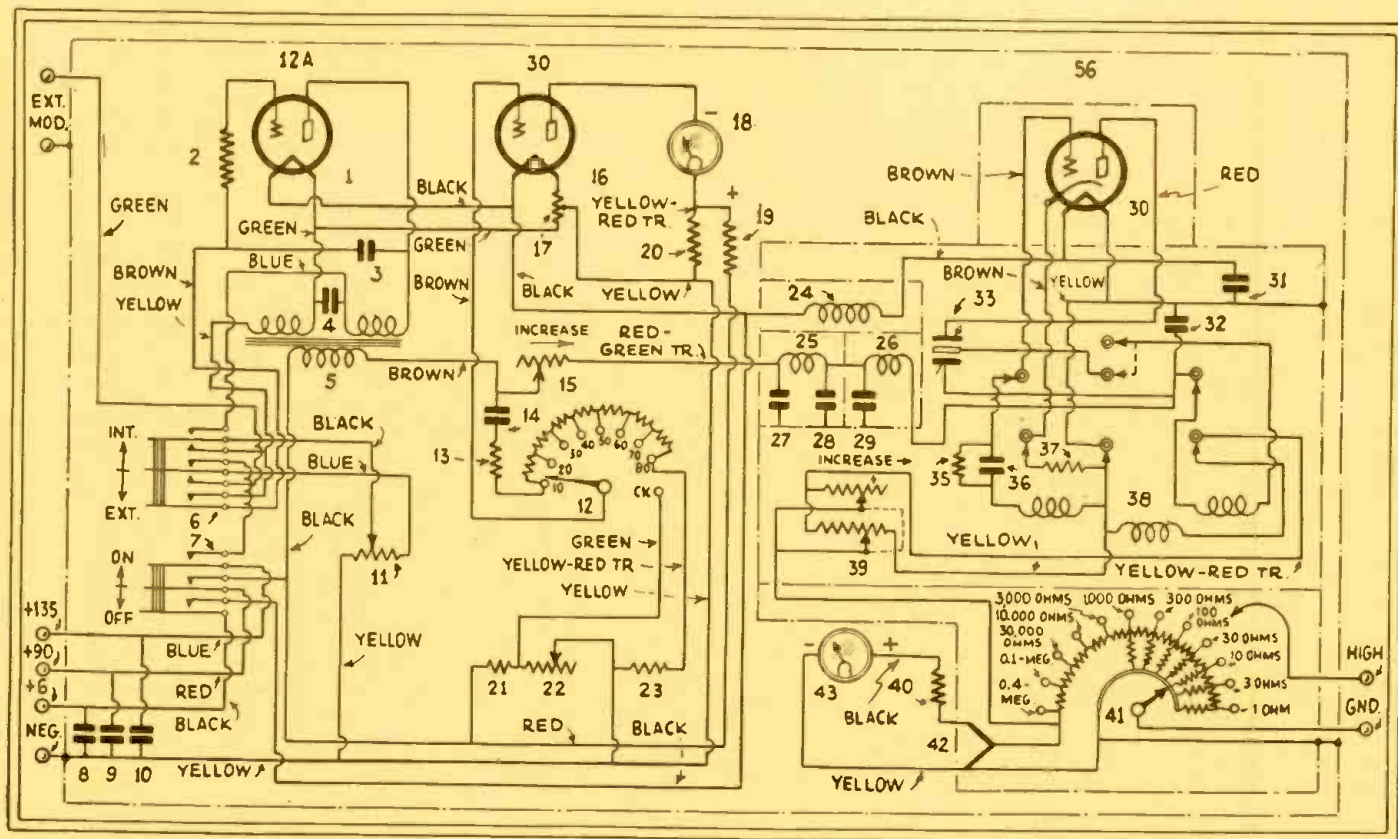 12A
30
56
EXT. MOD.
2
1
18
BROWN
RED
30
BLACK
16
YELLOW-RED TR.
19
GREEN
GREEN
GREEN
17
20
BLACK
3
BLUE
BROWN
YELLOW
BROWN
BLACK
YELLOW
24
BROWN
YELLOW
33
31
4
32
INCREASE
RED-GREEN TR.
25
26
5
BROWN
15
14
13
10
20
30
40
50
60
70
80
CK
12
27
28
29
INT.
EXT.
BLACK
BLUE
6
7
INCREASE
35
36
37
38
BLACK
ON
OFF
11
GREEN
YELLOW-RED TR
YELLOW
39
YELLOW
YELLOW-RED TR.
+135
+90
+6
NEG.
BLUE
RED
BLACK
YELLOW
21
22
23
RED
BLACK
8
9
10
YELLOW
3,000 OHMS
1,000 OHMS
300 OHMS
10,000 OHMS
100 OHMS
30,000 OHMS
30 OHMS
0.1-MEG.
10 OHMS
0.4-MEG.
3 OHMS
1 OHM
HIGH
GND.
-
+
43
40
BLACK
42
41
YELLOW